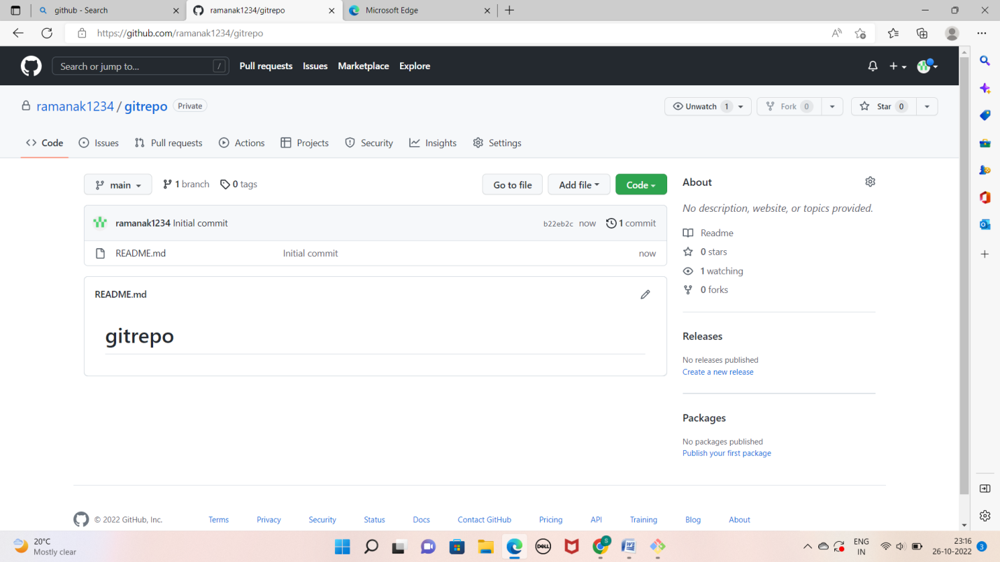 github - Search
ramanak1234/gitrepo
Microsoft Edge
https://github.com/ramanak1234/gitrepo
Search or jump to... /
Pull requests Issues Marketplace Explore
ramanak1234 / gitrepo Private
Unwatch 1 Fork 0 Star 0
Code Issues Pull requests Actions Projects Security Insights Settings
main 1 branch 0 tags Go to file Add file Code
ramanak1234 Initial commit b22eb2c now 1 commit
README.md Initial commit now
README.md
gitrepo
About
No description, website, or topics provided.
Readme
0 stars
1 watching
0 forks
Releases
No releases published
Create a new release
Packages
No packages published
Publish your first package
© 2022 GitHub, Inc. Terms Privacy Security Status Docs Contact GitHub Pricing API Training Blog About
20°C
Mostly clear
DELL
S
W
ENG
IN
23:16
26-10-2022
3